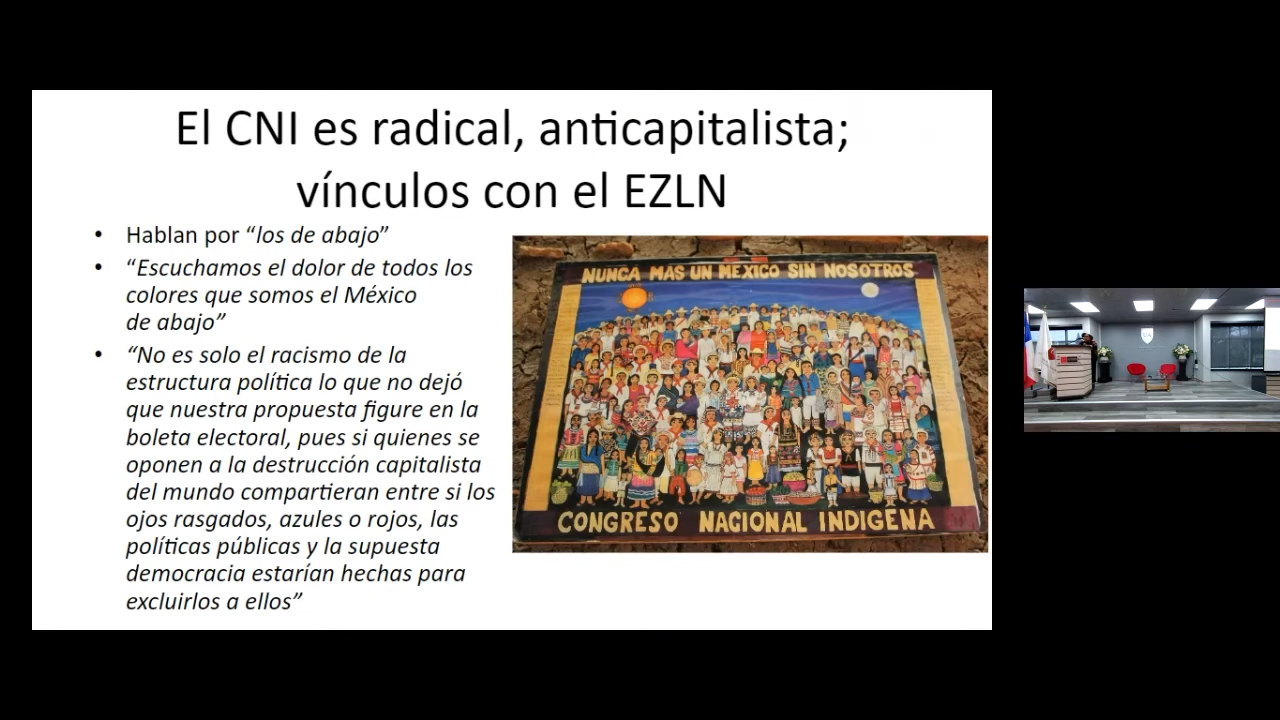 El CNI es radical, anticapitalista;
vínculos con el EZLN
• Hablan por “los de abajo”
• “Escuchamos el dolor de todos los
colores que somos el México
de abajo”
• “No es solo el racismo de la
estructura política lo que no dejó
que nuestra propuesta figure en la
boleta electoral, pues si quienes se
oponen a la destrucción capitalista
del mundo compartieran entre si los
ojos rasgados, azules o rojos, las
políticas públicas y la supuesta
democracia estarían hechas para
excluirlos a ellos”
NUNCA MAS UN MEXICO SIN NOSOTROS
CONGRESO NACIONAL INDIGENA